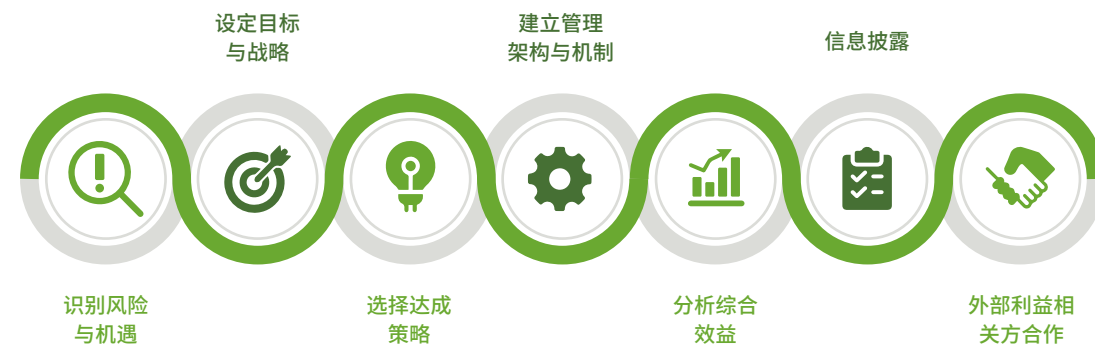 设定目标
与战略
建立管理
架构与机制
信息披露
识别风险
与机遇
选择达成
策略
分析综合
效益
外部利益相
关方合作